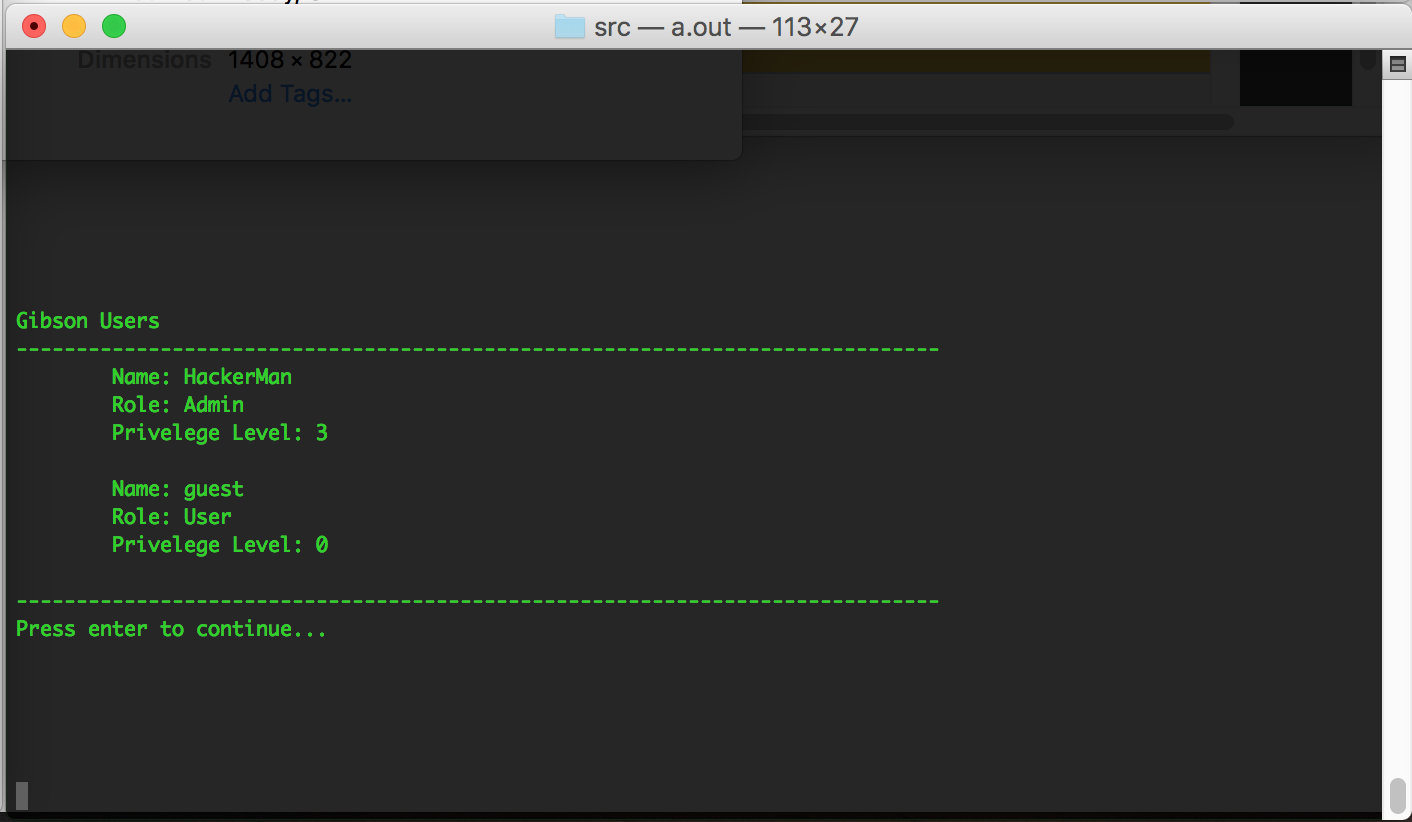 src — a.out — 113×27
Dimensions 1408 × 822
Add Tags...
Gibson Users
-----------------------------------------------------------------------------
Name: HackerMan
Role: Admin
Privelege Level: 3
Name: guest
Role: User
Privelege Level: 0
-----------------------------------------------------------------------------
Press enter to continue...